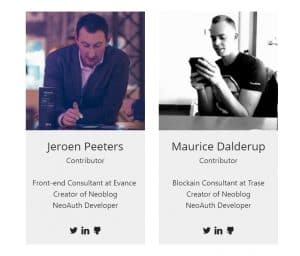 Jeroen Peeters
Contributor
Front-end Consultant at Evance
Creator of Neoblog
NeoAuth Developer
Maurice Dalderup
Contributor
Blockain Consultant at Trase
Creator of Neoblog
NeoAuth Developer